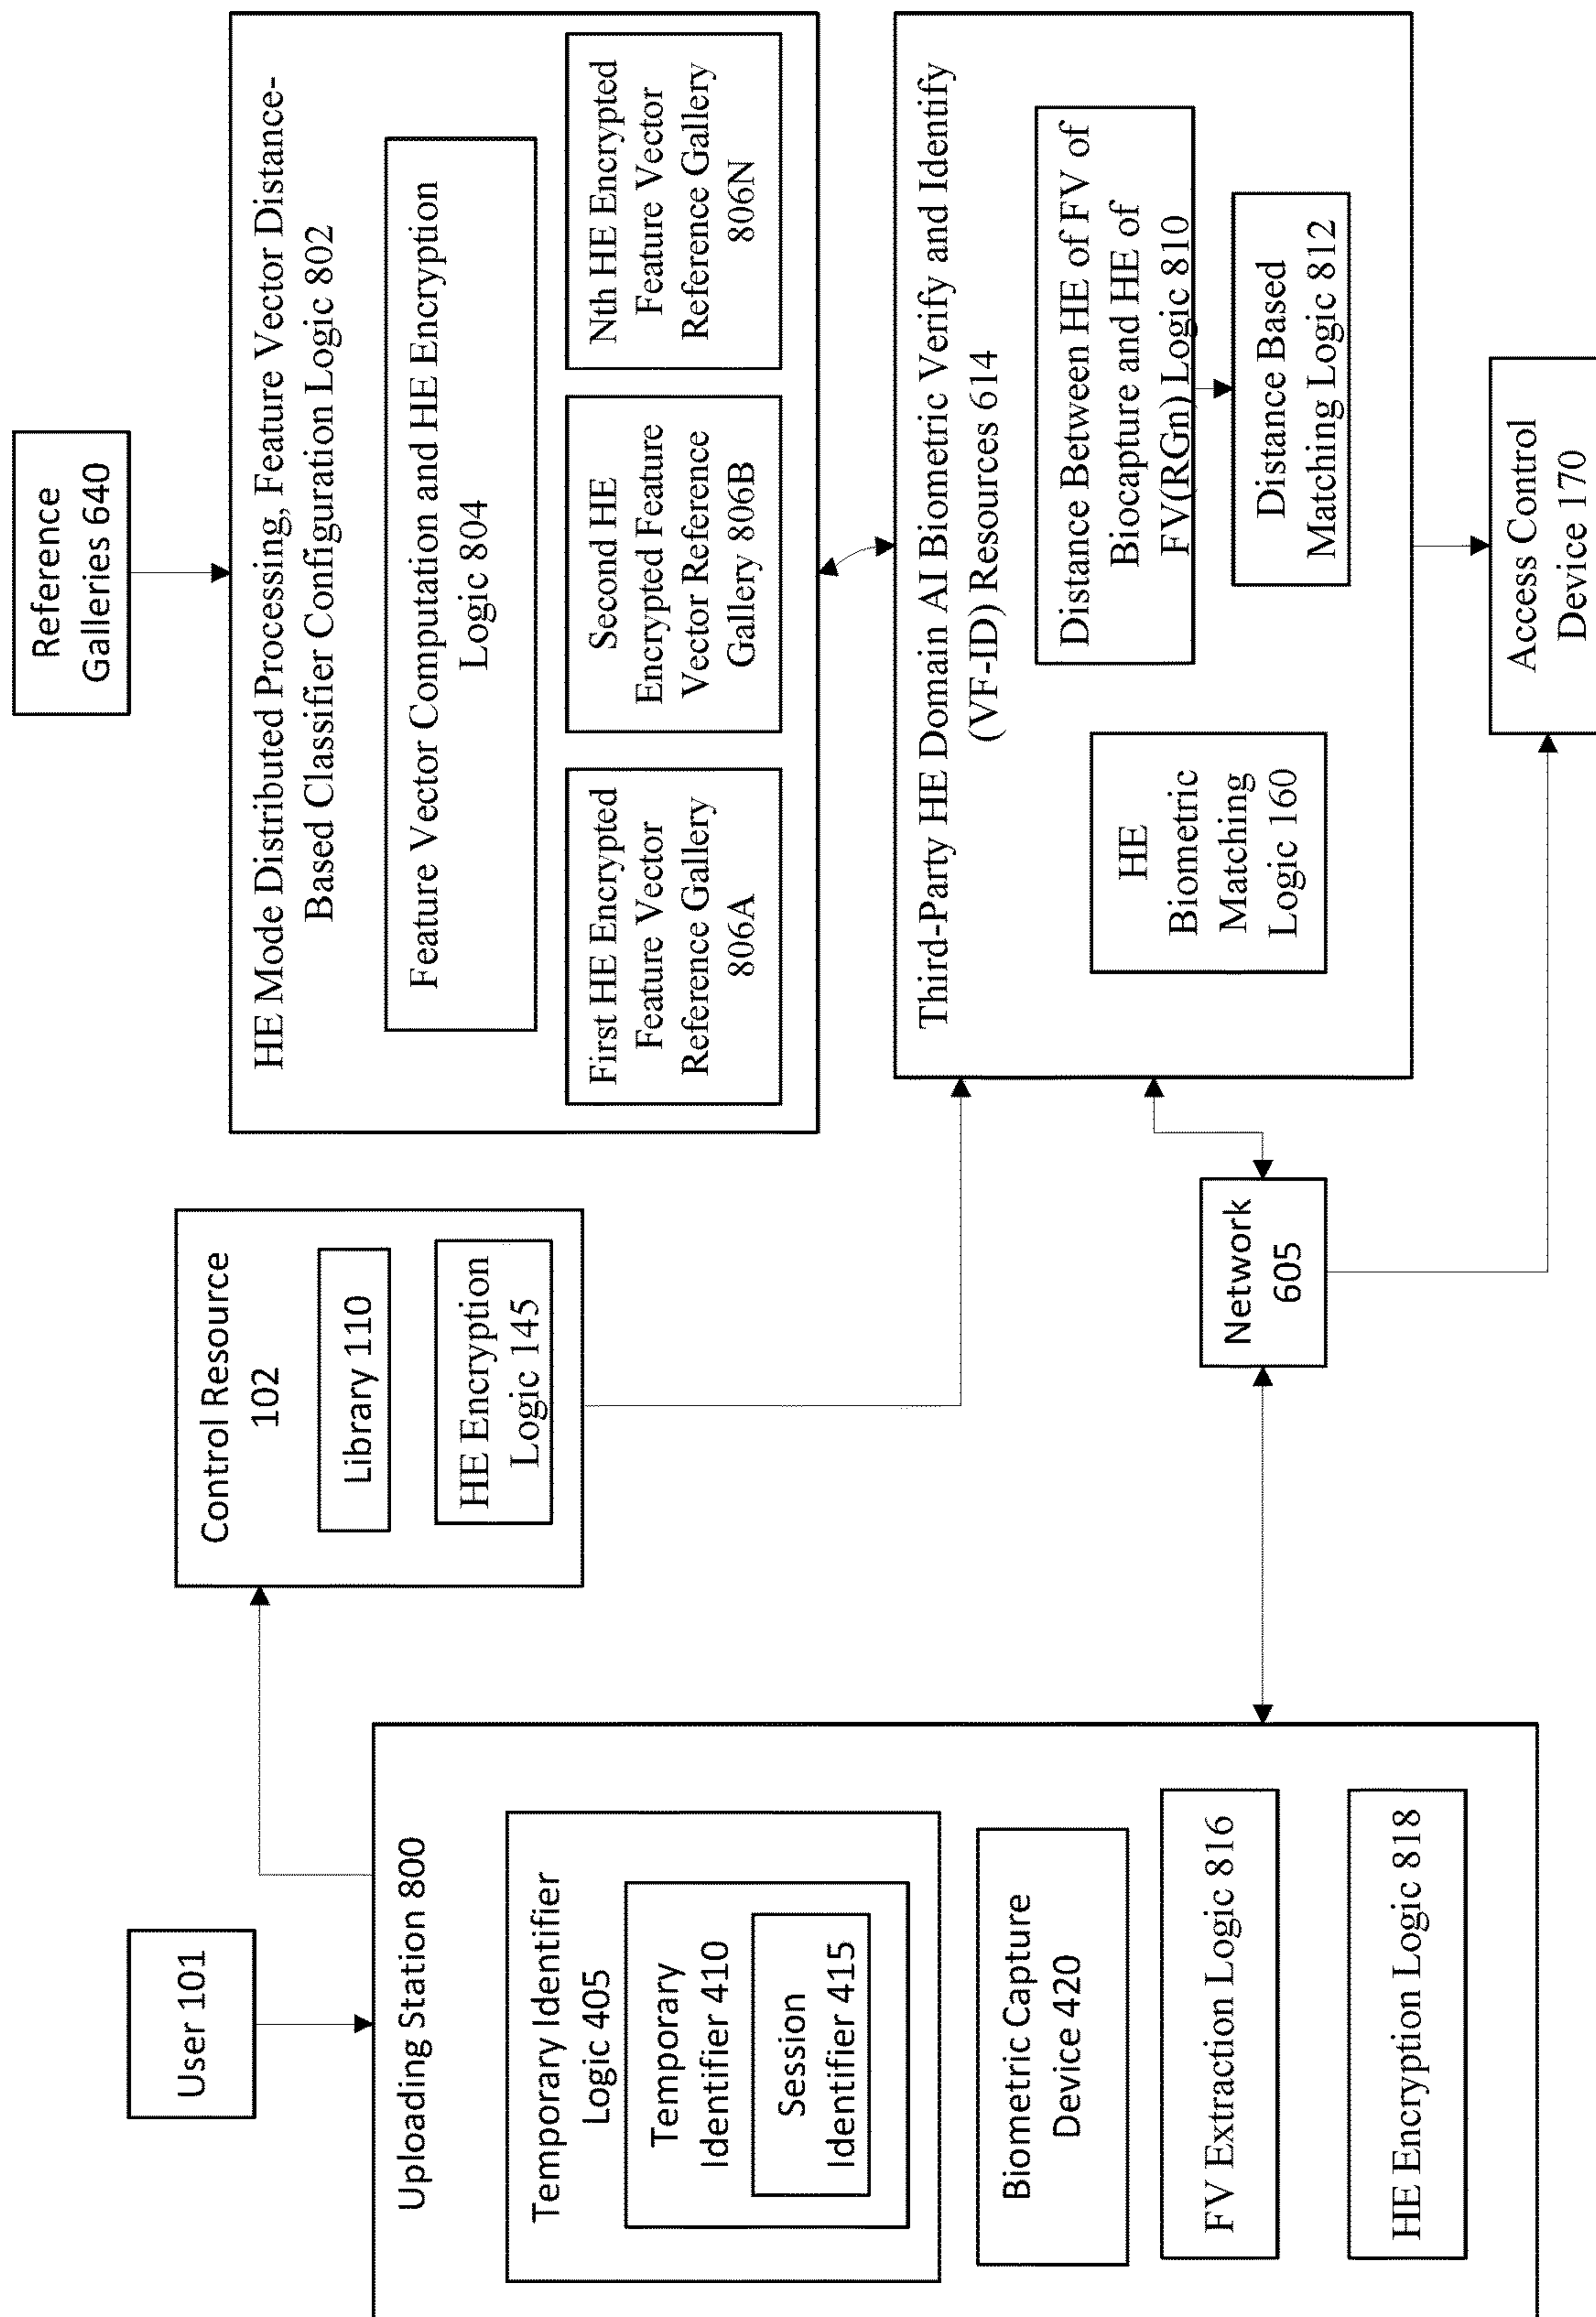 User 101
Uploading Station 800
Temporary Identifier
Logic 405
Temporary
Identifier 410
Session
Identifier 415
Biometric Capture
Device 420
FV Extraction Logic 816
HE Encryption Logic 818
Control Resource
102
Library 110
HE Encryption
Logic 145
Network
605
Reference
Galleries 640
HE Mode Distributed Processing, Feature Vector Distance-
Based Classifier Configuration Logic 802
Feature Vector Computation and HE Encryption
Logic 804
First HE Encrypted
Feature Vector
Reference Gallery
806A
Second HE
Encrypted Feature
Vector Reference
Gallery 806B
Nth HE Encrypted
Feature Vector
Reference Gallery
806N
Third-Party HE Domain AI Biometric Verify and Identify
(VF-ID) Resources 614
HE
Biometric
Matching
Logic 160
Distance Between HE of FV of
Biocapture and HE of
FV(RGn) Logic 810
Distance Based
Matching Logic 812
Access Control
Device 170